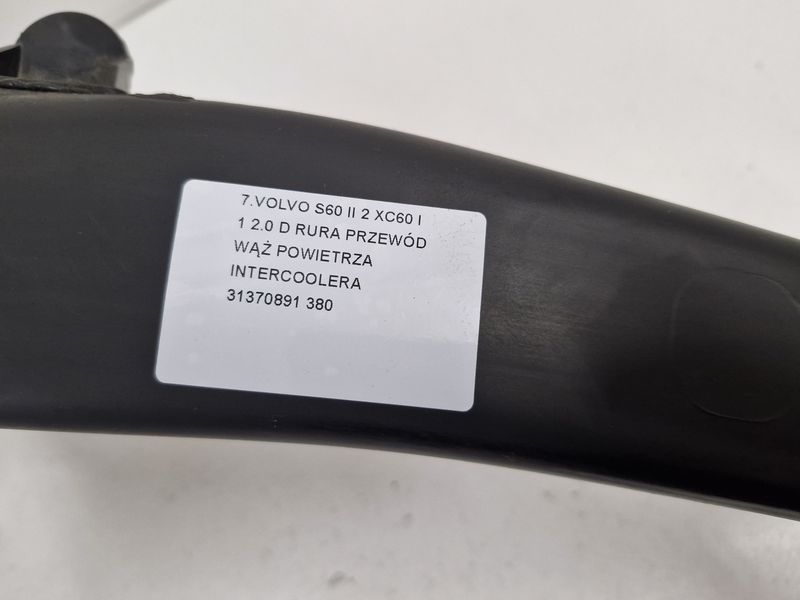 7.VOLVO S60 II 2 XC60 I
1 2.0 D RURA PRZEWÓD
WĄŻ POWIETRZA
INTERCOOLERA
31370891 380